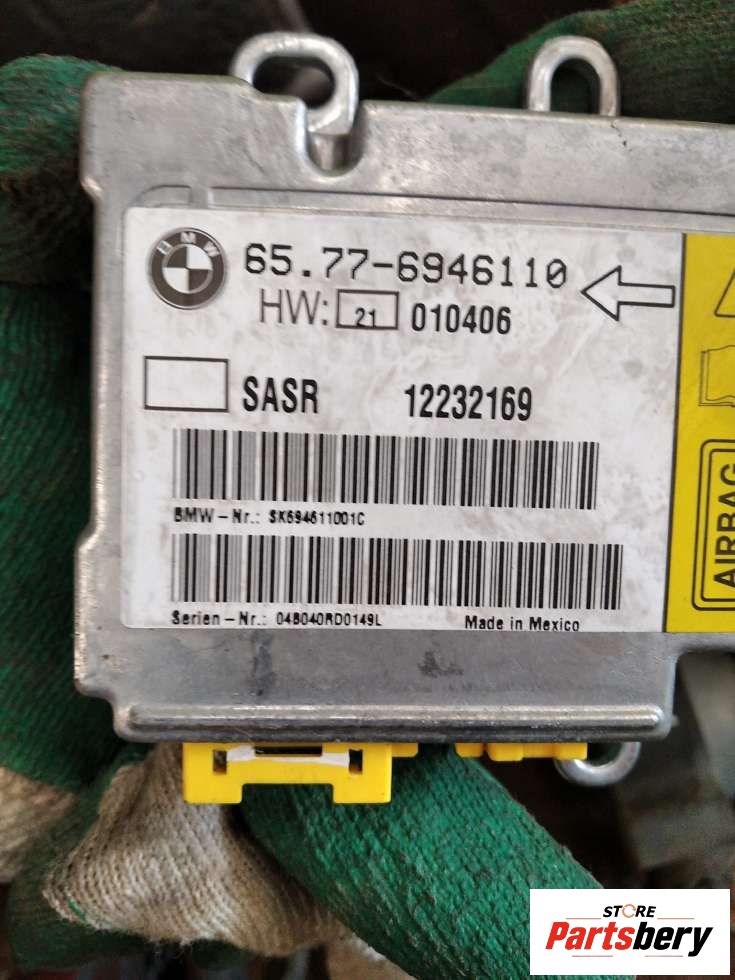 BMW
65.77-6946110
HW: 21 010406
SASR 12232169
BMW-Nr.: SK694611001C
Serien-Nr.: 04B040RD0149L Made in Mexico
AIRBAG
STORE
Partsbery